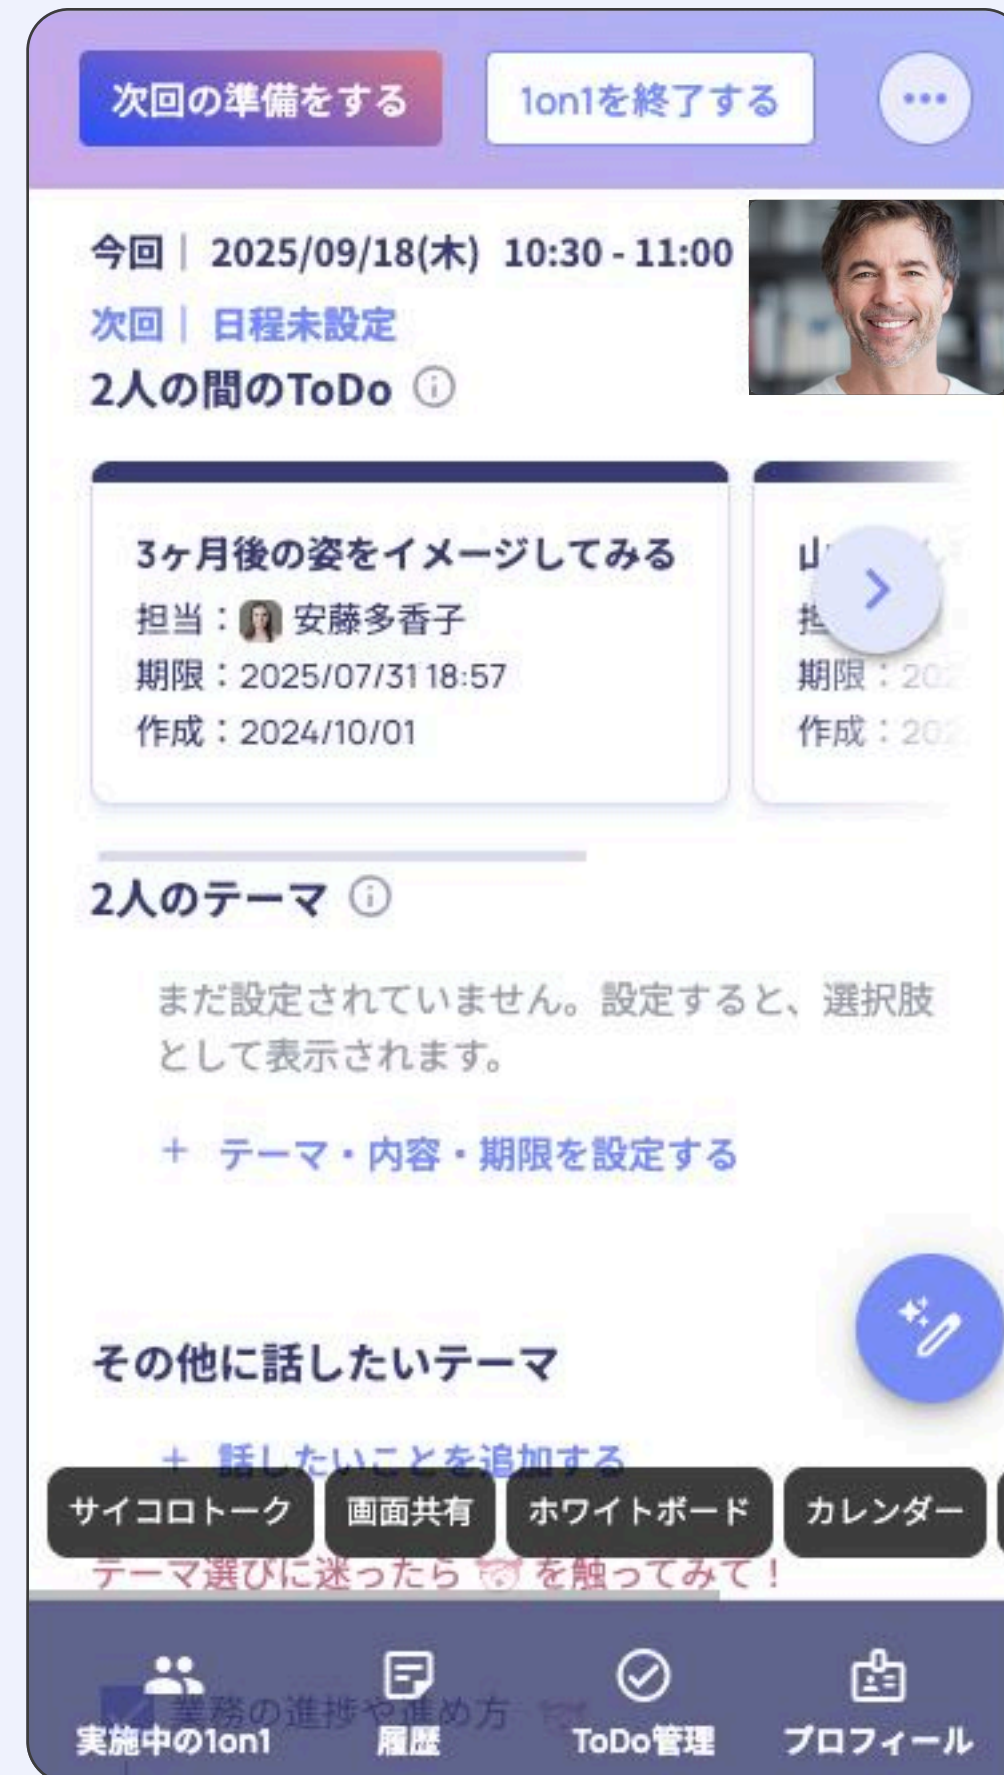 次回の準備をする
1on1を終了する
今回｜ 2025/09/18(木) 10:30 - 11:00
次回｜ 日程未設定
2人の間のToDo
3ヶ月後の姿をイメージしてみる
担当：安藤多香子
期限：2025/07/31 18:57
作成：2024/10/01
山
担
期限：202
作成：202
2人のテーマ
まだ設定されていません。設定すると、選択肢
として表示されます。
+ テーマ・内容・期限を設定する
その他に話したいテーマ
+ 話したいことを追加する
サイコロトーク
画面共有
ホワイトボード
カレンダー
テーマ選びに迷ったら を触ってみて！
業務の進捗や進め方
実施中の1on1
履歴
ToDo管理
プロフィール